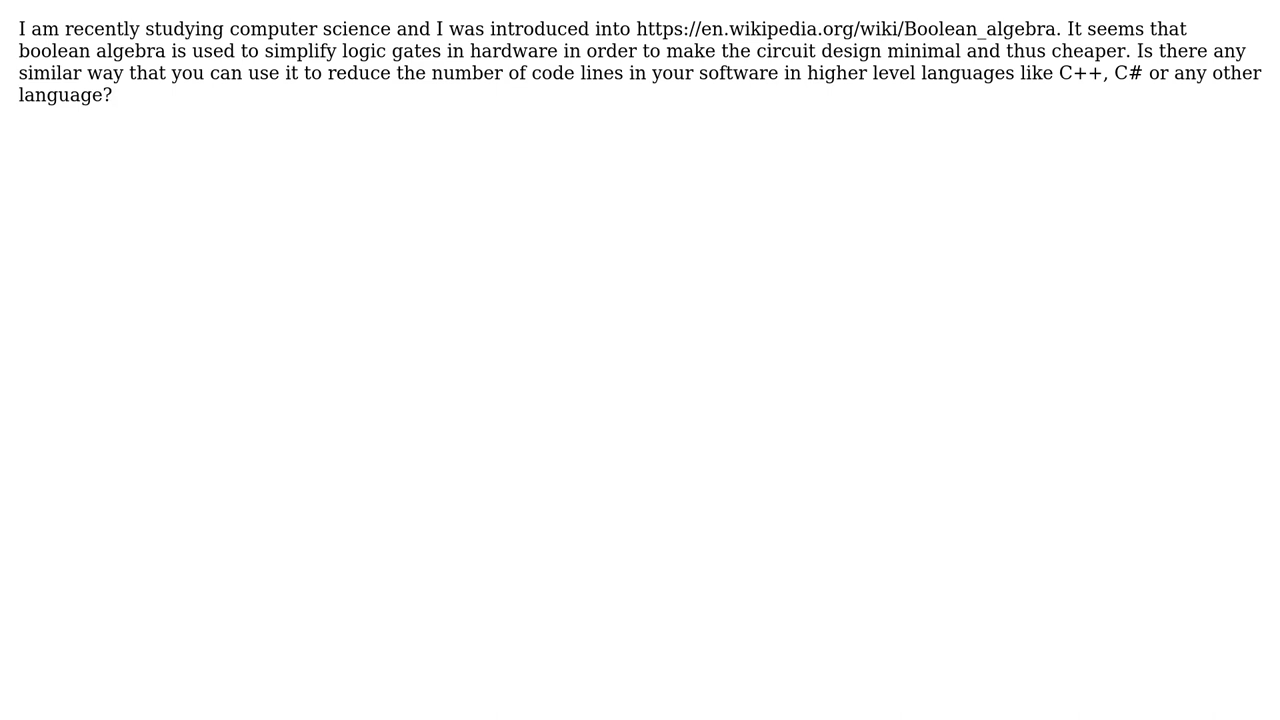 I am recently studying computer science and I was introduced into https://en.wikipedia.org/wiki/Boolean_algebra. It seems that
boolean algebra is used to simplify logic gates in hardware in order to make the circuit design minimal and thus cheaper. Is there any
similar way that you can use it to reduce the number of code lines in your software in higher level languages like C++, C# or any other
language?